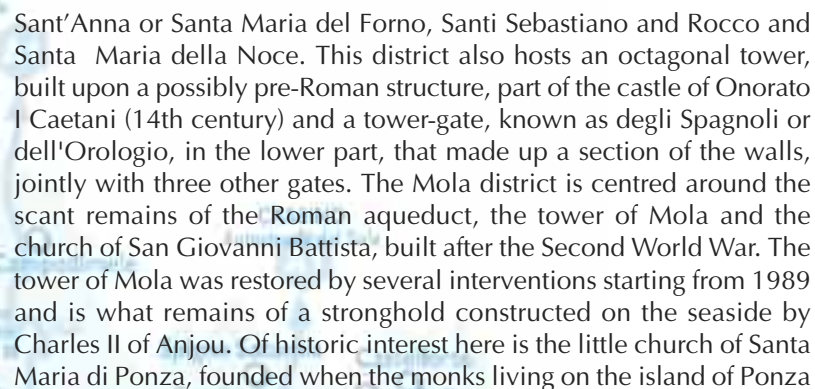 Sant’Anna or Santa Maria del Forno, Santi Sebastiano and Rocco and
Santa Maria della Noce. This district also hosts an octagonal tower,
built upon a possibly pre-Roman structure, part of the castle of Onorato
I Caetani (14th century) and a tower-gate, known as degli Spagnoli or
dell'Orologio, in the lower part, that made up a section of the walls,
jointly with three other gates. The Mola district is centred around the
scant remains of the Roman aqueduct, the tower of Mola and the
church of San Giovanni Battista, built after the Second World War. The
tower of Mola was restored by several interventions starting from 1989
and is what remains of a stronghold constructed on the seaside by
Charles II of Anjou. Of historic interest here is the little church of Santa
Maria di Ponza, founded when the monks living on the island of Ponza